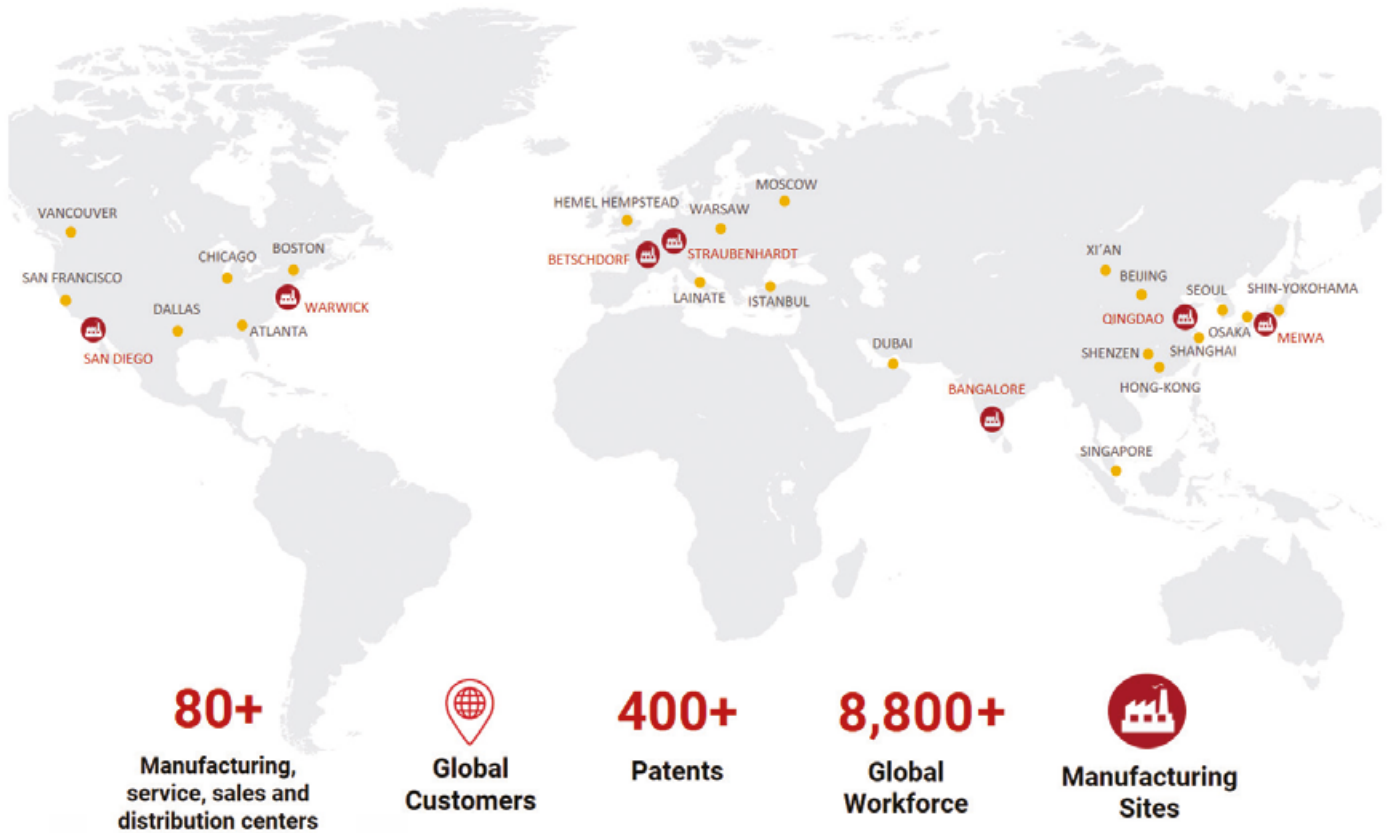 MOSCOW
HEMEL HEMPSTEAD
WARSAW
VANCOUVER
BOSTON
CHICAGO
BETSCHDORF
STRAUBENHARDT
XI'AN
SAN FRANCISCO
BEIJING
SEOUL
SHIN-YOKOHAMA
LAINATE
ISTANBUL
DALLAS
WARWICK
QINGDAO
ATLANTA
OSAKA
MEIWA
DUBAI
SHENZEN
SHANGHAI
SAN DIEGO
BANGALORE
HONG-KONG
SINGAPORE
80+
Manufacturing,
service, sales and
distribution centers
Global
Customers
400+
Patents
8,800+
Global
Workforce
Manufacturing
Sites